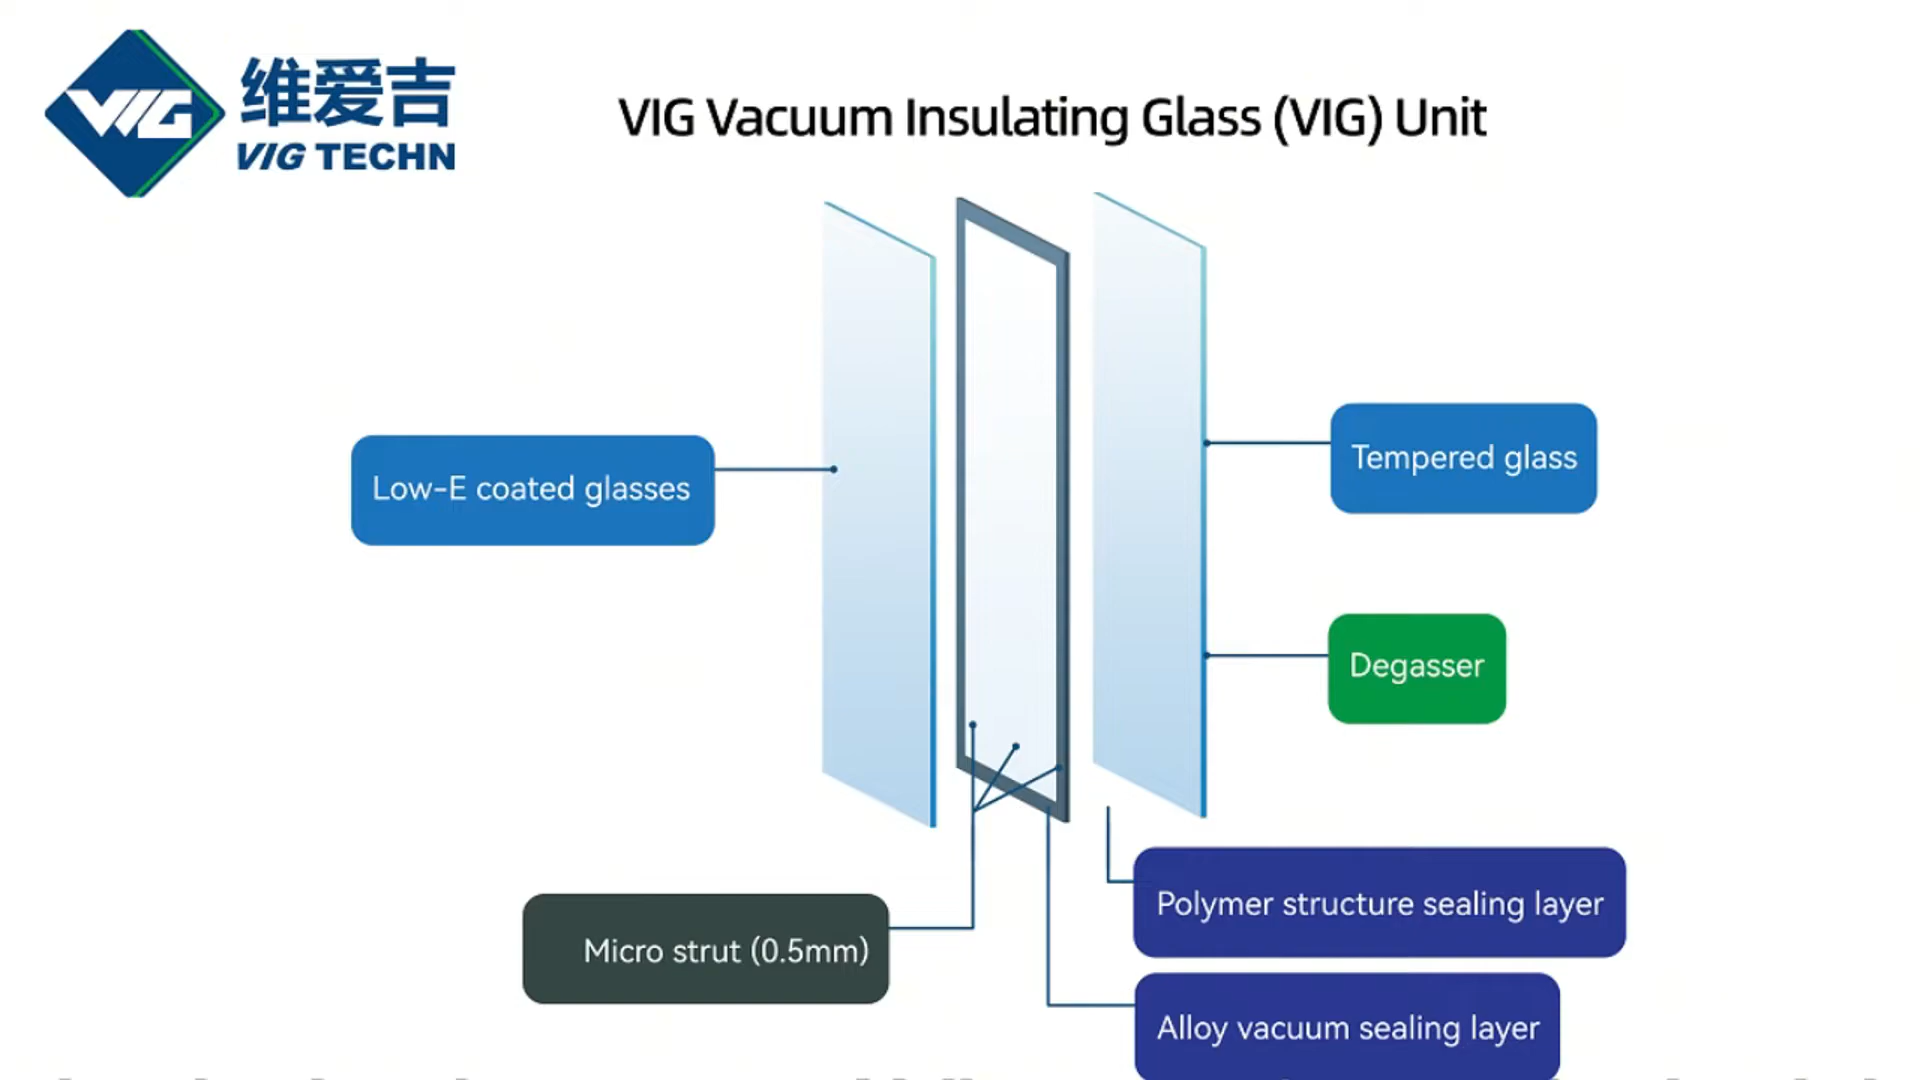 VIG
维爱吉
VIG TECHN
VIG Vacuum Insulating Glass (VIG) Unit
Low-E coated glasses
Tempered glass
Degasser
Micro strut (0.5mm)
Polymer structure sealing layer
Alloy vacuum sealing layer